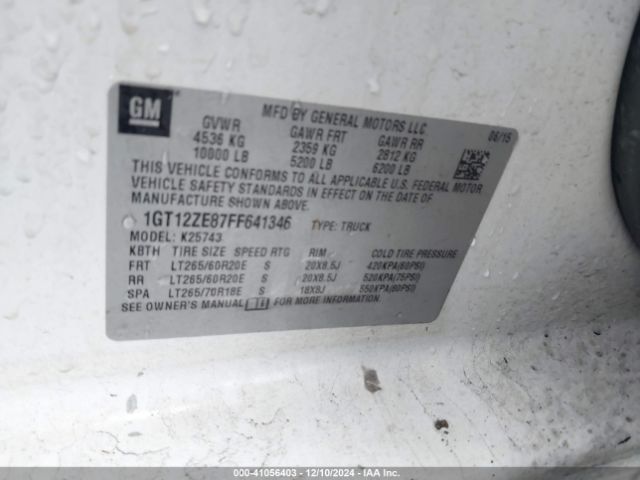 GM
MFD BY GENERAL MOTORS LLC
06/15
GVWR GAWR FRT GAWR RR
4536 KG 2359 KG 2812 KG
10000 LB 5200 LB 6200 LB
THIS VEHICLE CONFORMS TO ALL APPLICABLE U.S. FEDERAL MOTOR
VEHICLE SAFETY STANDARDS IN EFFECT ON THE DATE OF
MANUFACTURE SHOWN ABOVE.
1GT12ZE87FF641346 TYPE: TRUCK
MODEL: K25743
KBTH TIRE SIZE SPEED RTG RIM COLD TIRE PRESSURE
FRT LT265/60R20E S 20X8.5J 420KPA(60PSI)
RR LT265/60R20E S 20X8.5J 520KPA(75PSI)
SPA LT265/70R18E S 18X8J 550KPA(80PSI)
SEE OWNER'S MANUAL FOR MORE INFORMATION.
000-41056403 - 12/10/2024 - IAAI.COM